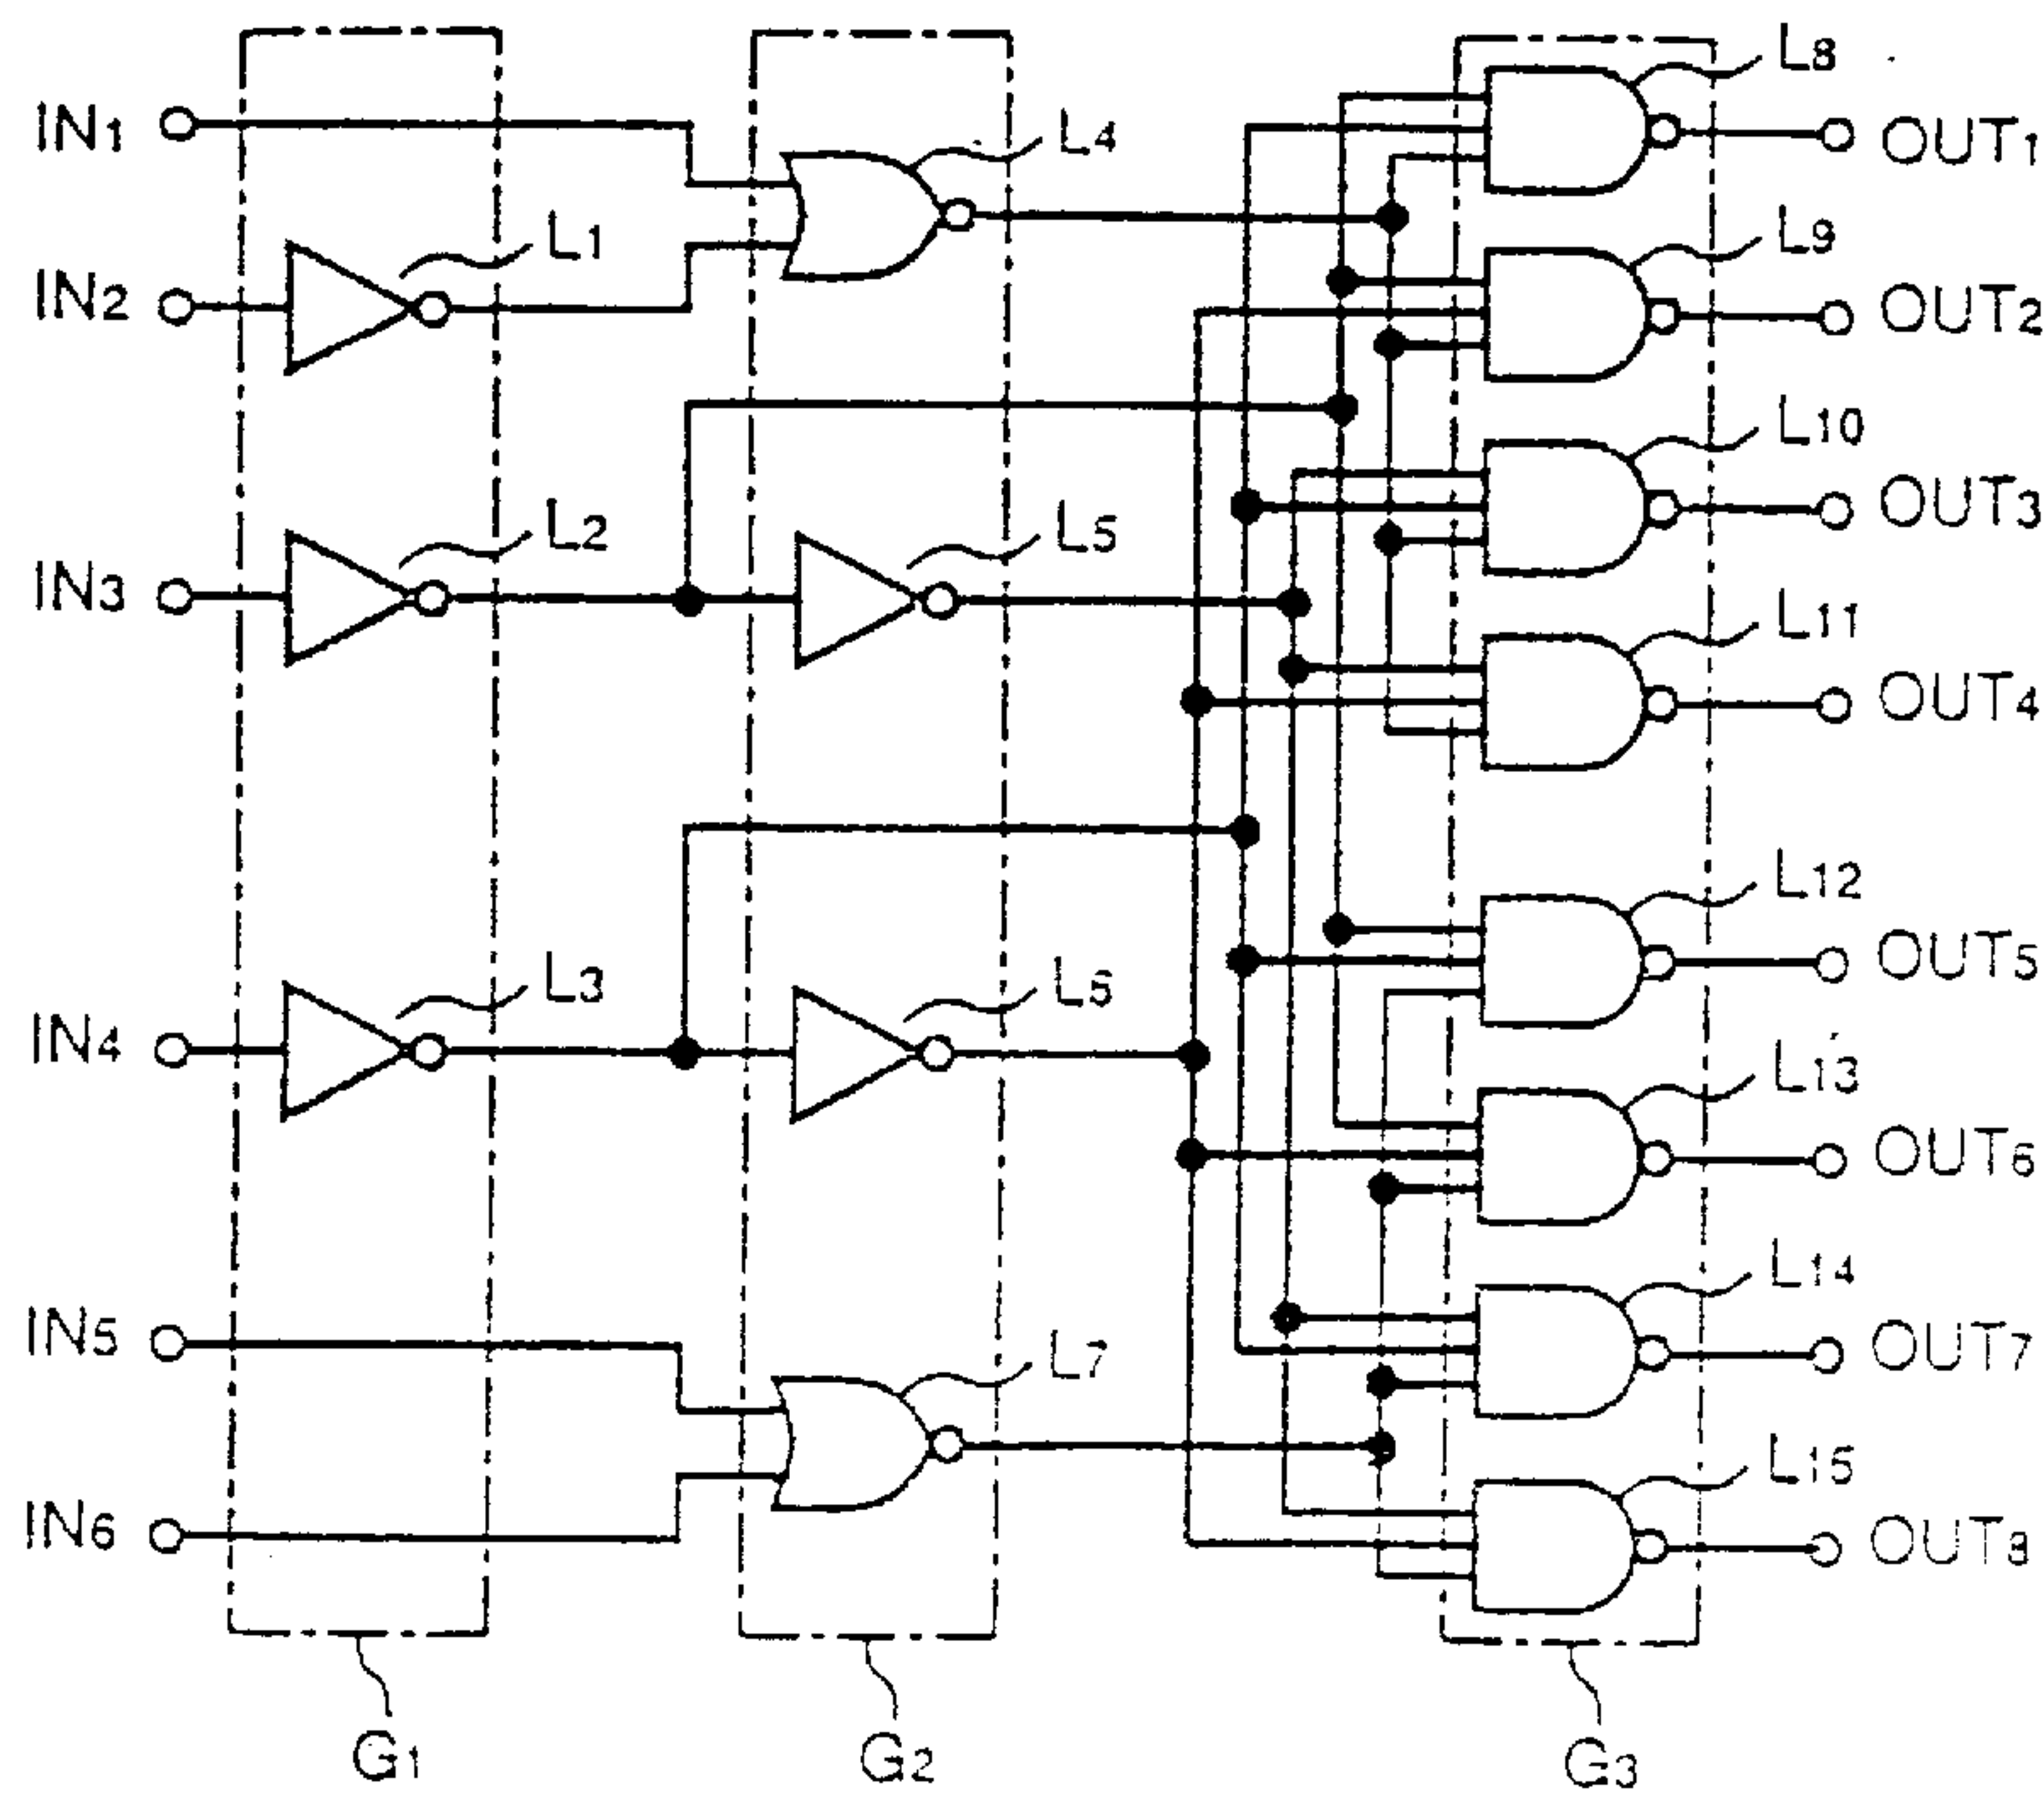 L8
IN1
L4
OUT1
L1
L9
IN2
OUT2
L10
L2
L5
OUT3
IN3
L11
OUT4
L12
L3
L6
OUT5
IN4
L13
OUT6
L14
IN5
L7
OUT7
L15
IN6
OUT8
G1
G2
G3